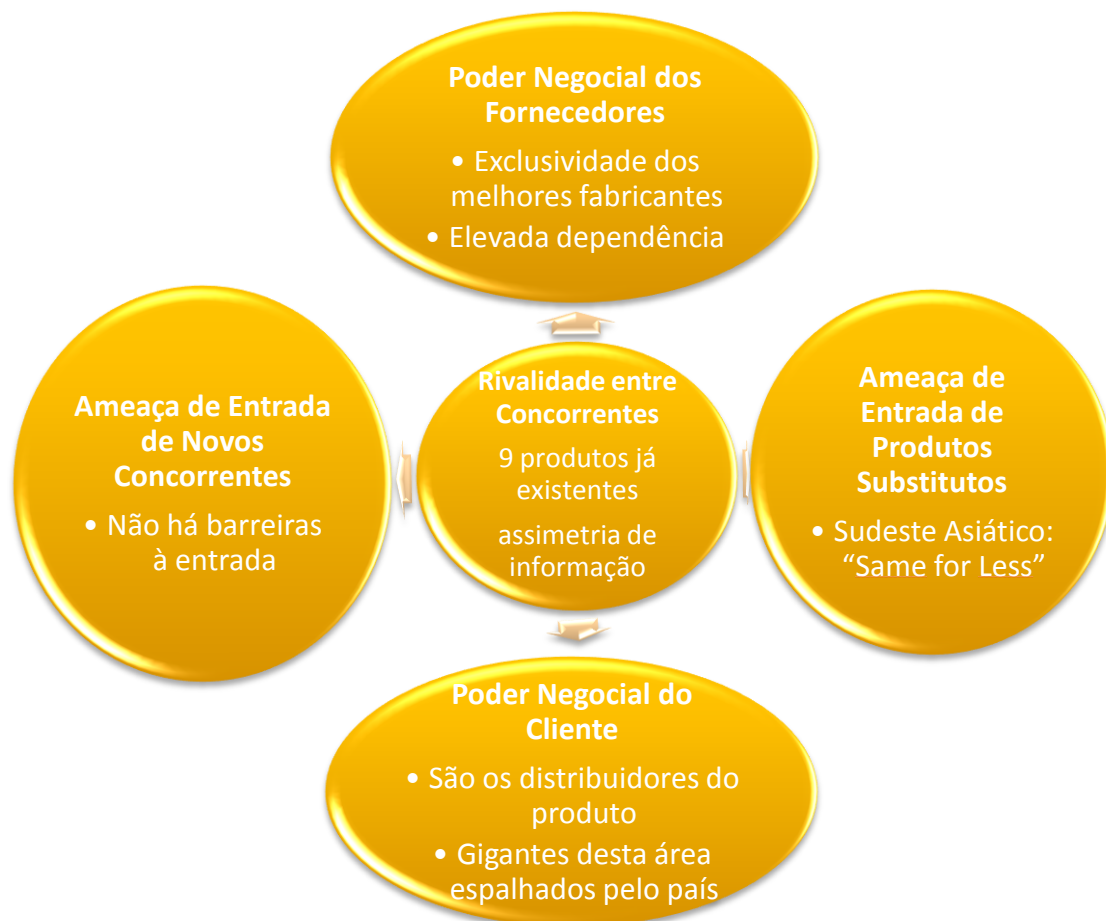 Poder Negocial dos
Fornecedores
• Exclusividade dos
melhores fabricantes
• Elevada dependência
Ameaça de Entrada
de Novos
Concorrentes
• Não há barreiras
à entrada
Rivalidade entre
Concorrentes
9 produtos já
existentes
assimetria de
informação
Ameaça de
Entrada de
Produtos
Substitutos
• Sudeste Asiático:
“Same for Less”
Poder Negocial do
Cliente
• São os distribuidores do
produto
• Gigantes desta área
espalhados pelo país